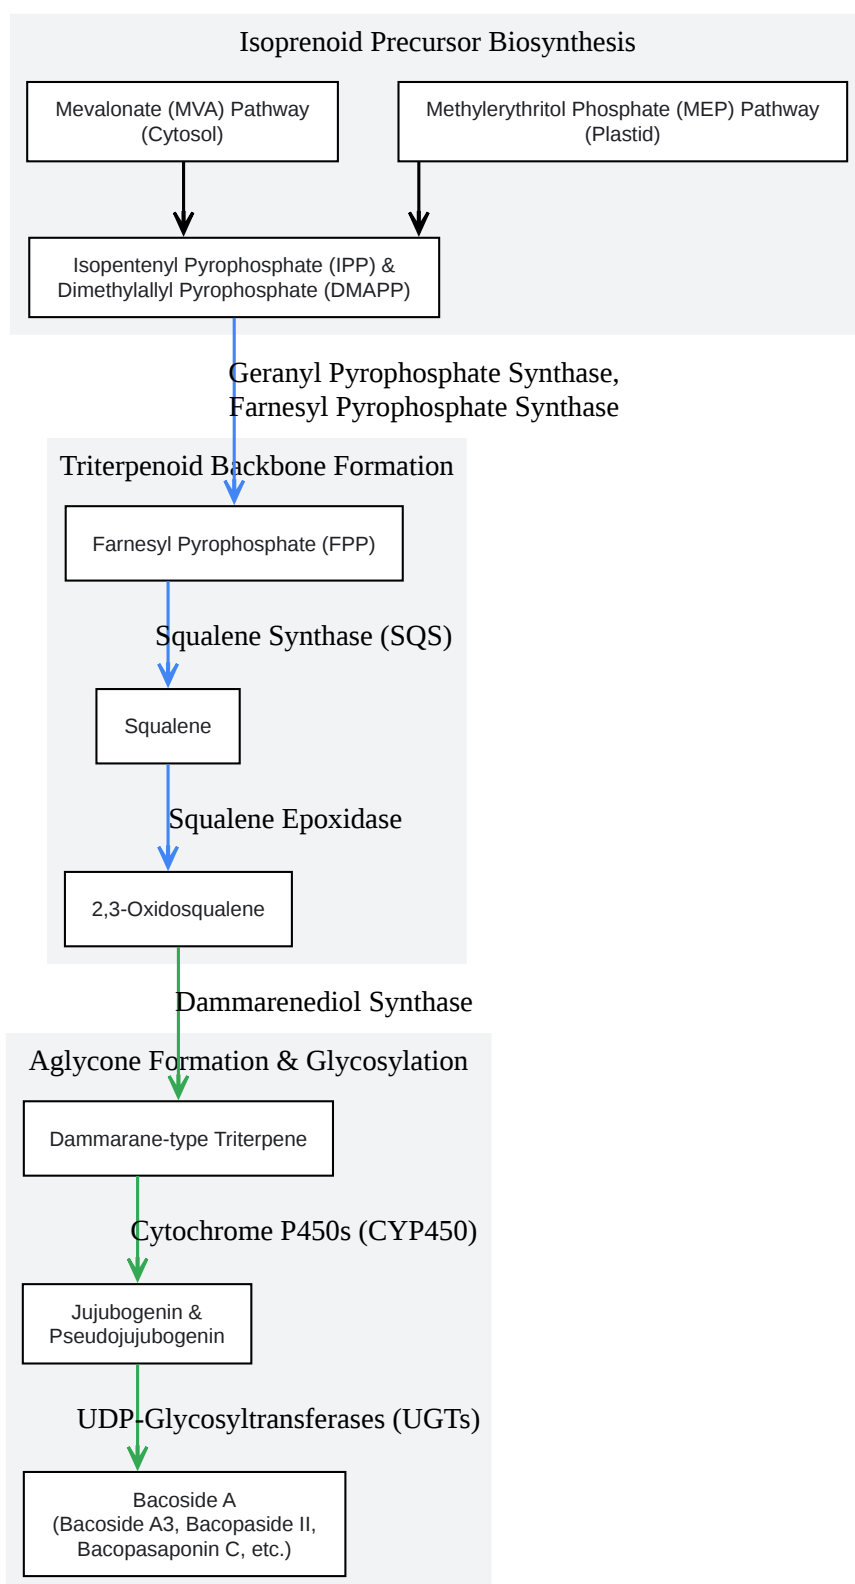 Isoprenoid Precursor Biosynthesis
Mevalonate (MVA) Pathway
(Cytosol)
Methylerythritol Phosphate (MEP) Pathway
(Plastid)
Isopentenyl Pyrophosphate (IPP) &
Dimethylallyl Pyrophosphate (DMAPP)
Geranyl Pyrophosphate Synthase,
Farnesyl Pyrophosphate Synthase
Triterpenoid Backbone Formation
Farnesyl Pyrophosphate (FPP)
Squalene Synthase (SQS)
Squalene
Squalene Epoxidase
2,3-Oxidosqualene
Dammarenediol Synthase
Aglycone Formation & Glycosylation
Dammarane-type Triterpene
Cytochrome P450s (CYP450)
Jujubogenin &
Pseudojujubogenin
UDP-Glycosyltransferases (UGTs)
Bacoside A
(Bacoside A3, Bacopaside II,
Bacopasaponin C, etc.)